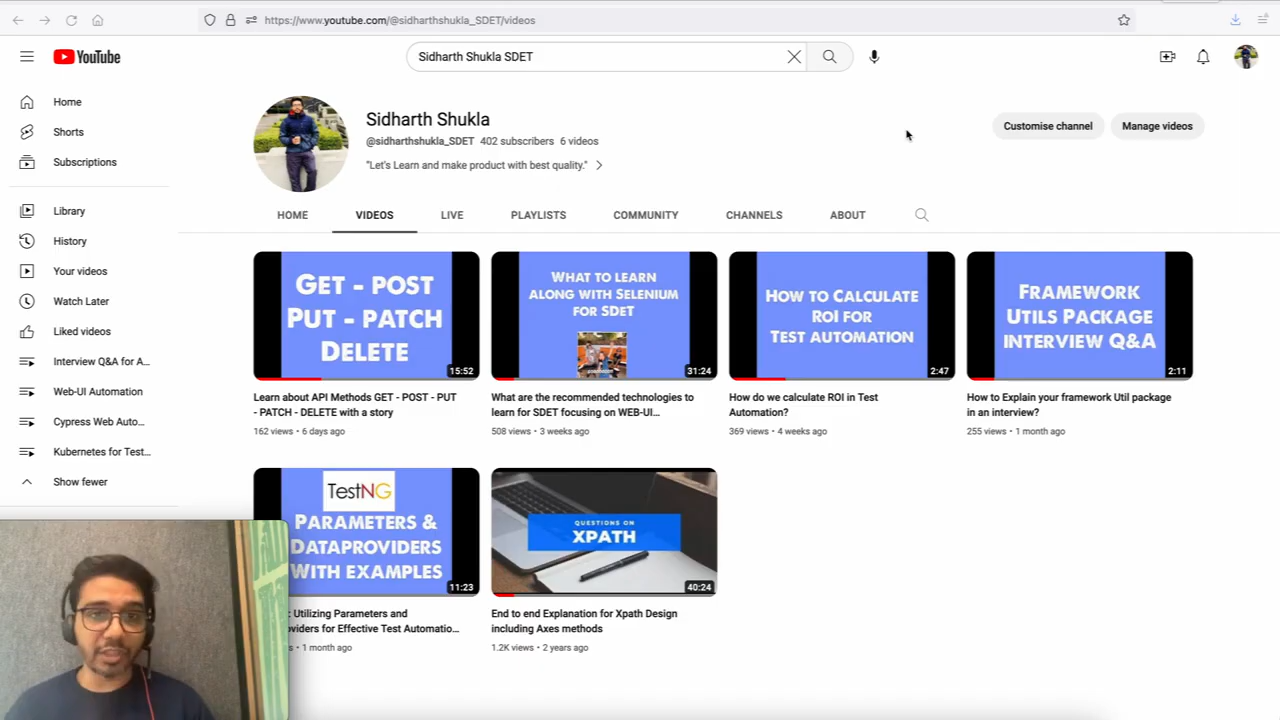 https://www.youtube.com/@sidharthshukla_SDET/videos
YouTube
Sidharth Shukla SDET
Home
Shorts
Subscriptions
Library
History
Your videos
Watch Later
Liked videos
Interview Q&A for A...
Web-UI Automation
Cypress Web Auto...
Kubernetes for Test...
Show fewer
Sidharth Shukla
@sidharthshukla_SDET 402 subscribers 6 videos
"Let's Learn and make product with best quality."
Customise channel
Manage videos
HOME VIDEOS LIVE PLAYLISTS COMMUNITY CHANNELS ABOUT
GET - POST
PUT - PATCH
DELETE
15:52
Learn about API Methods GET - POST - PUT
- PATCH - DELETE with a story
162 views • 6 days ago
WHAT TO LEARN
ALONG WITH SELENIUM
FOR SDET
31:24
What are the recommended technologies to
learn for SDET focusing on WEB-UI...
508 views • 3 weeks ago
HOW TO CALCULATE
ROI FOR
TEST AUTOMATION
2:47
How do we calculate ROI in Test
Automation?
369 views • 4 weeks ago
FRAMEWORK
UTILS PACKAGE
INTERVIEW Q&A
2:11
How to Explain your framework Util package
in an interview?
255 views • 1 month ago
TestNG
PARAMETERS &
DATAPROVIDERS
WITH EXAMPLES
11:23
: Utilizing Parameters and
oviders for Effective Test Automatio...
• 1 month ago
QUESTIONS ON
XPATH
40:24
End to end Explanation for Xpath Design
including Axes methods
1.2K views • 2 years ago